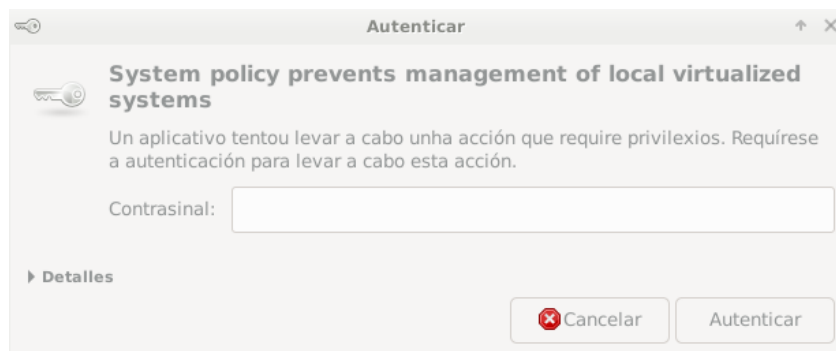 Autenticar
System policy prevents management of local virtualized
systems
Un aplicativo tentou levar a cabo unha acción que require privilexios. Requírese
a autenticación para levar a cabo esta acción.
Contrasinal:
Detalles
Cancelar
Autenticar